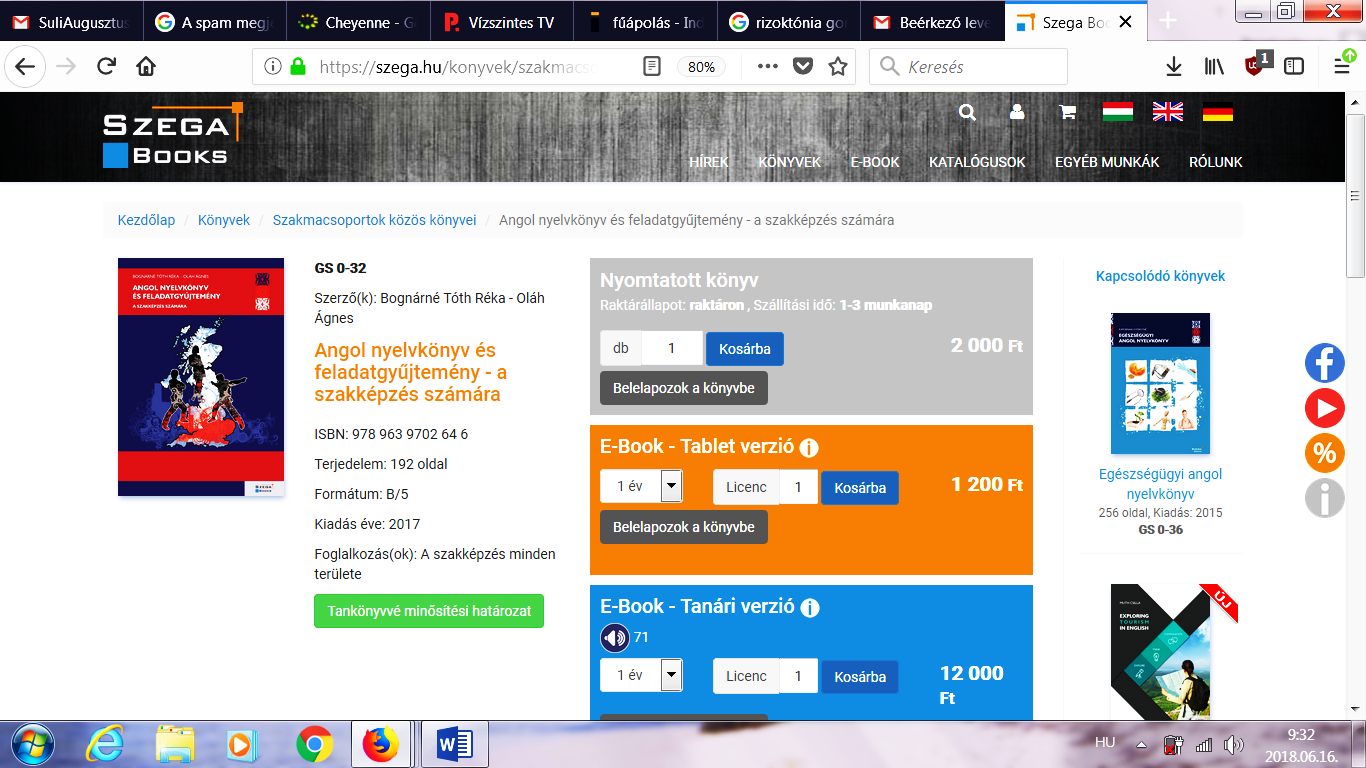 SuliAugusztus
A spam megje
Cheyenne - G
Vízszintes TV
fűápolás - Ind
rizoktónia gon
Beérkező leve
Szega Boo
https://szega.hu/konyvek/szakmacso
80%
Keresés
1
SZEGA
BOOKS
HÍREK KÖNYVEK E-BOOK KATALÓGUSOK EGYÉB MUNKÁK RÓLUNK
Kezdőlap / Könyvek / Szakmacsoportok közös könyvei / Angol nyelvkönyv és feladatgyűjtemény - a szakképzés számára
BOGNÁRNÉ TÓTH RÉKA - OLÁH ÁGNES
ANGOL NYELVKÖNYV
ÉS FELADATGYŰJTEMÉNY
A SZAKKÉPZÉS SZÁMÁRA
SZEGA
BOOKS
GS 0-32
Szerző(k): Bognárné Tóth Réka - Oláh
Ágnes
Angol nyelvkönyv és
feladatgyűjtemény - a
szakképzés számára
ISBN: 978 963 9702 64 6
Terjedelem: 192 oldal
Formátum: B/5
Kiadás éve: 2017
Foglalkozás(ok): A szakképzés minden
területe
Tankönyvvé minősítési határozat
Nyomtatott könyv
Raktárállapot: raktáron , Szállítási idő: 1-3 munkanap
db 1 Kosárba 2 000 Ft
Belelapozok a könyvbe
E-Book - Tablet verzió
1 év Licenc 1 Kosárba 1 200 Ft
Belelapozok a könyvbe
E-Book - Tanári verzió
71
1 év Licenc 1 Kosárba 12 000
Ft
Kapcsolódó könyvek
EGÉSZSÉGÜGYI
ANGOL NYELVKÖNYV
Egészségügyi angol
nyelvkönyv
256 oldal, Kiadás: 2015
GS 0-36
ÚJ
EXPLORING
TOURISM
IN ENGLISH
HU
9:32
2018.06.16.